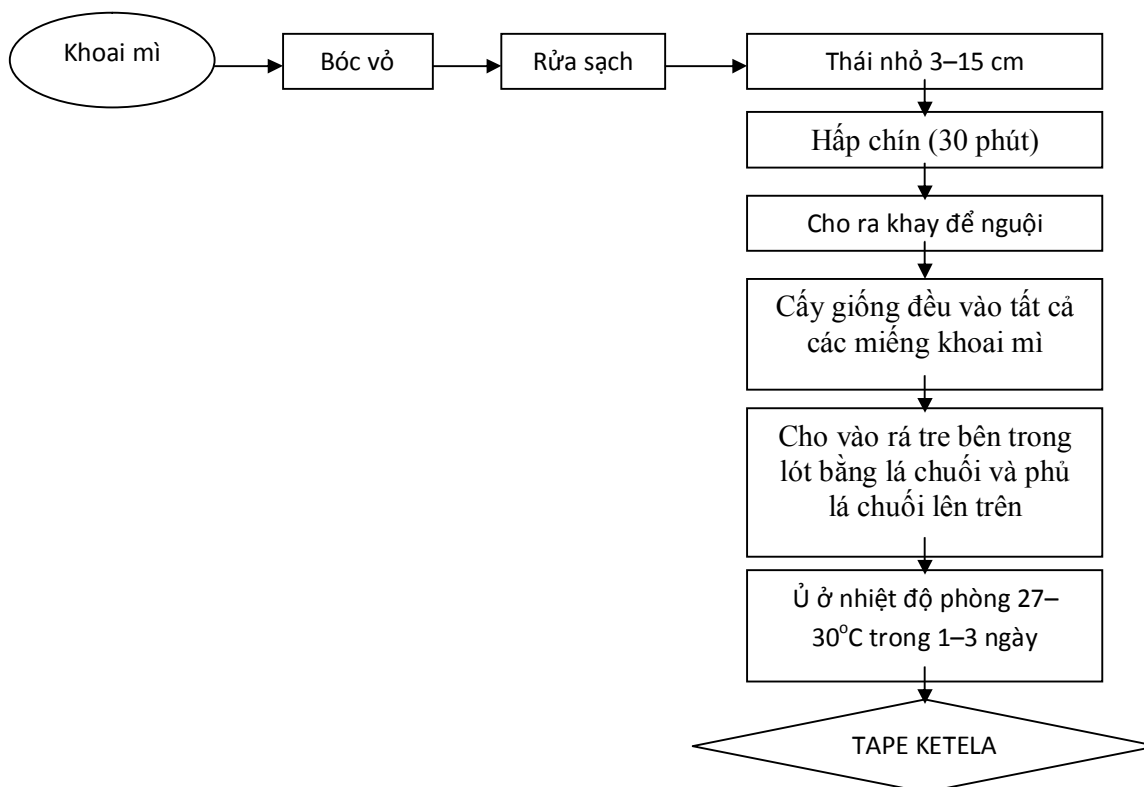 Khoai mì
Bóc vỏ
Rửa sạch
Thái nhỏ 3–15 cm
Hấp chín (30 phút)
Cho ra khay để nguội
Cấy giống đều vào tất cả
các miếng khoai mì
Cho vào rá tre bên trong
lót bằng lá chuối và phủ
lá chuối lên trên
Ủ ở nhiệt độ phòng 27–
30°C trong 1–3 ngày
TAPE KETELA